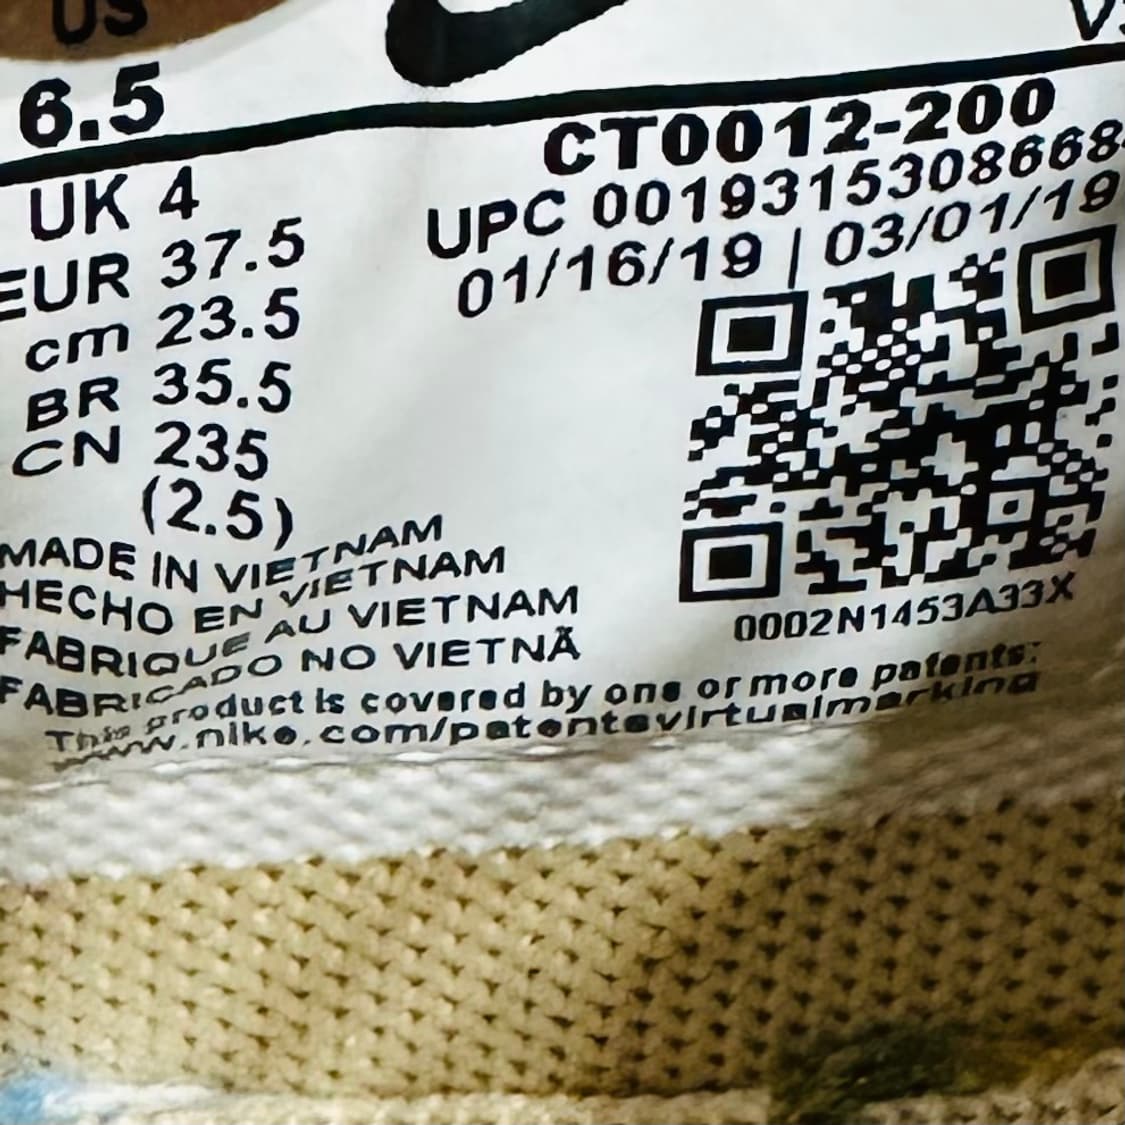 US
6.5
UK 4
EUR 37.5
cm 23.5
BR 35.5
CN 235
(2.5)
CT0012-200
UPC 0019315308668
01/16/19 | 03/01/19
0002N1453A33X
MADE IN VIETNAM
HECHO EN VIETNAM
FABRIQUE AU VIETNAM
FABRICADO NO VIETNÃ
This product is covered by one or more patents:
www.nike.com/patentsvirtualmarking